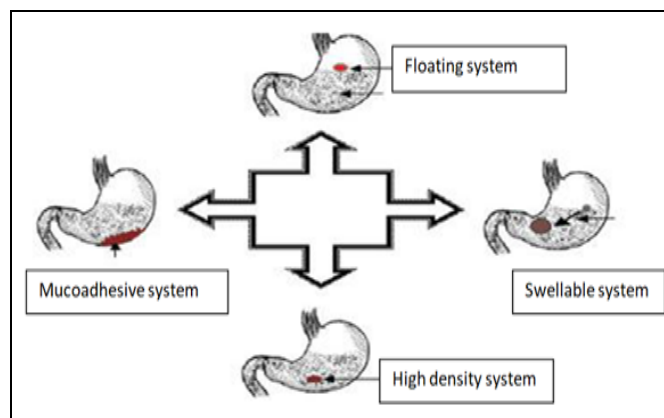 Floating system
Mucoadhesive system
Swellable system
High density system